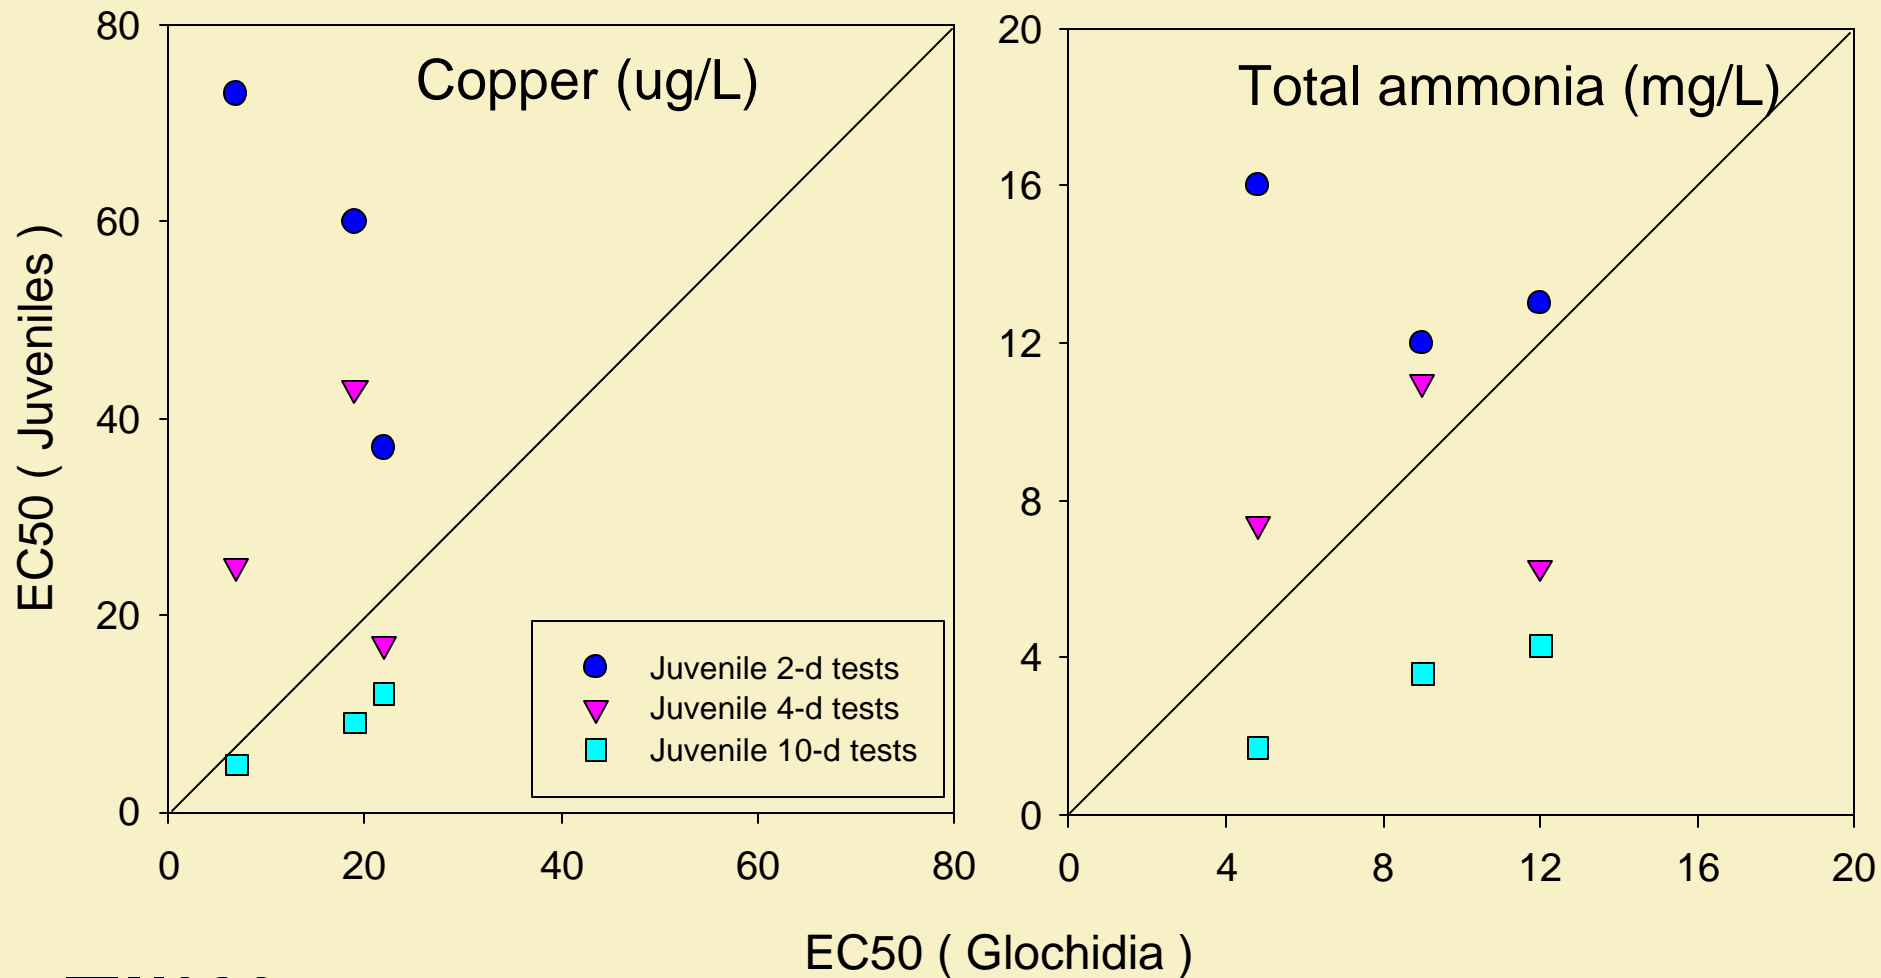 Copper (ug/L)
80
60
40
20
0
0 20 40 60 80
EC50 ( Juveniles )
Juvenile 2-d tests
Juvenile 4-d tests
Juvenile 10-d tests
Total ammonia (mg/L)
20
16
12
8
4
0
0 4 8 12 16 20
EC50 ( Glochidia )